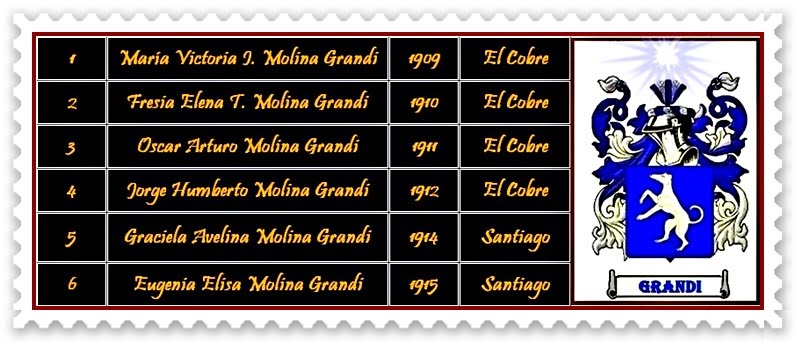 1 María Victoria J. Molina Grandi 1909 El Cobre
2 Fresia Elena T. Molina Grandi 1910 El Cobre
3 Oscar Arturo Molina Grandi 1911 El Cobre
4 Jorge Humberto Molina Grandi 1912 El Cobre
5 Graciela Avelina Molina Grandi 1914 Santiago
6 Eugenia Elisa Molina Grandi 1915 Santiago
GRANDI